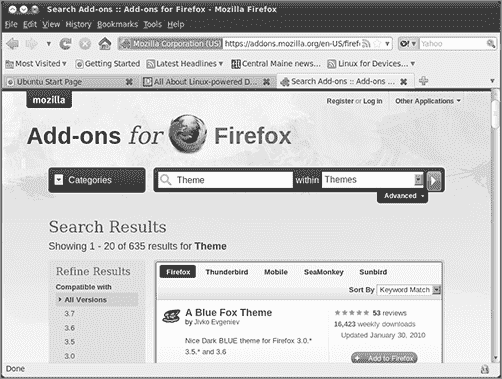 Search Add-ons :: Add-ons for Firefox - Mozilla Firefox
File Edit View History Bookmarks Tools Help
Mozilla Corporation (US) https://addons.mozilla.org/en-US/firef Yahoo
Most Visited Getting Started Latest Headlines Central Maine news... Linux for Devices...
Ubuntu Start Page All About Linux-powered D... Search Add-ons :: Add-ons ...
mozilla Register or Log in Other Applications
Add-ons for Firefox
Categories Theme within Themes
Advanced
Search Results
Showing 1 - 20 of 635 results for Theme
Refine Results
Compatible with
All Versions
3.7
3.6
3.5
3.0
Firefox Thunderbird Mobile SeaMonkey Sunbird
Sort By Keyword Match
A Blue Fox Theme
by Jivko Evgeniev
Nice Dark BLUE theme for Firefox 3.0.*
3.5.* and 3.6
53 reviews
16,423 weekly downloads
Updated January 30, 2010
Add to Firefox
Done